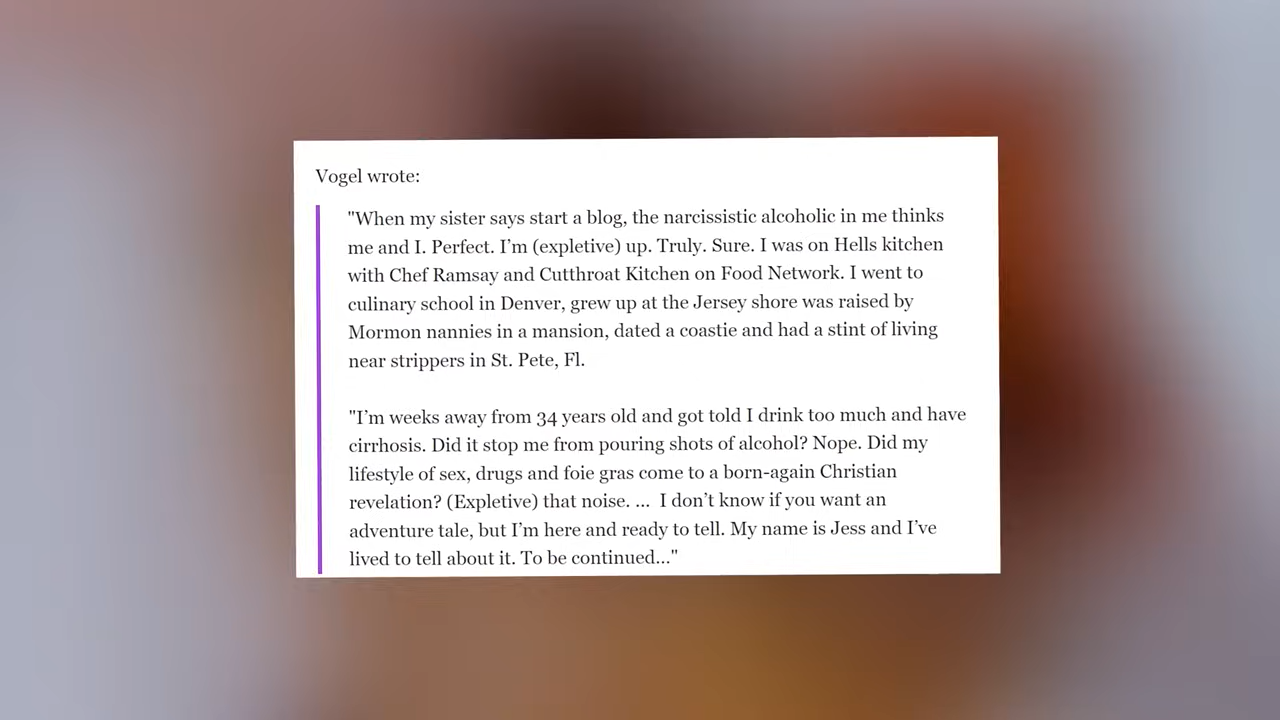 Vogel wrote:
"When my sister says start a blog, the narcissistic alcoholic in me thinks
me and I. Perfect. I’m (expletive) up. Truly. Sure. I was on Hells kitchen
with Chef Ramsay and Cutthroat Kitchen on Food Network. I went to
culinary school in Denver, grew up at the Jersey shore was raised by
Mormon nannies in a mansion, dated a coastie and had a stint of living
near strippers in St. Pete, Fl.
"I’m weeks away from 34 years old and got told I drink too much and have
cirrhosis. Did it stop me from pouring shots of alcohol? Nope. Did my
lifestyle of sex, drugs and foie gras come to a born-again Christian
revelation? (Expletive) that noise. ... I don’t know if you want an
adventure tale, but I’m here and ready to tell. My name is Jess and I’ve
lived to tell about it. To be continued..."